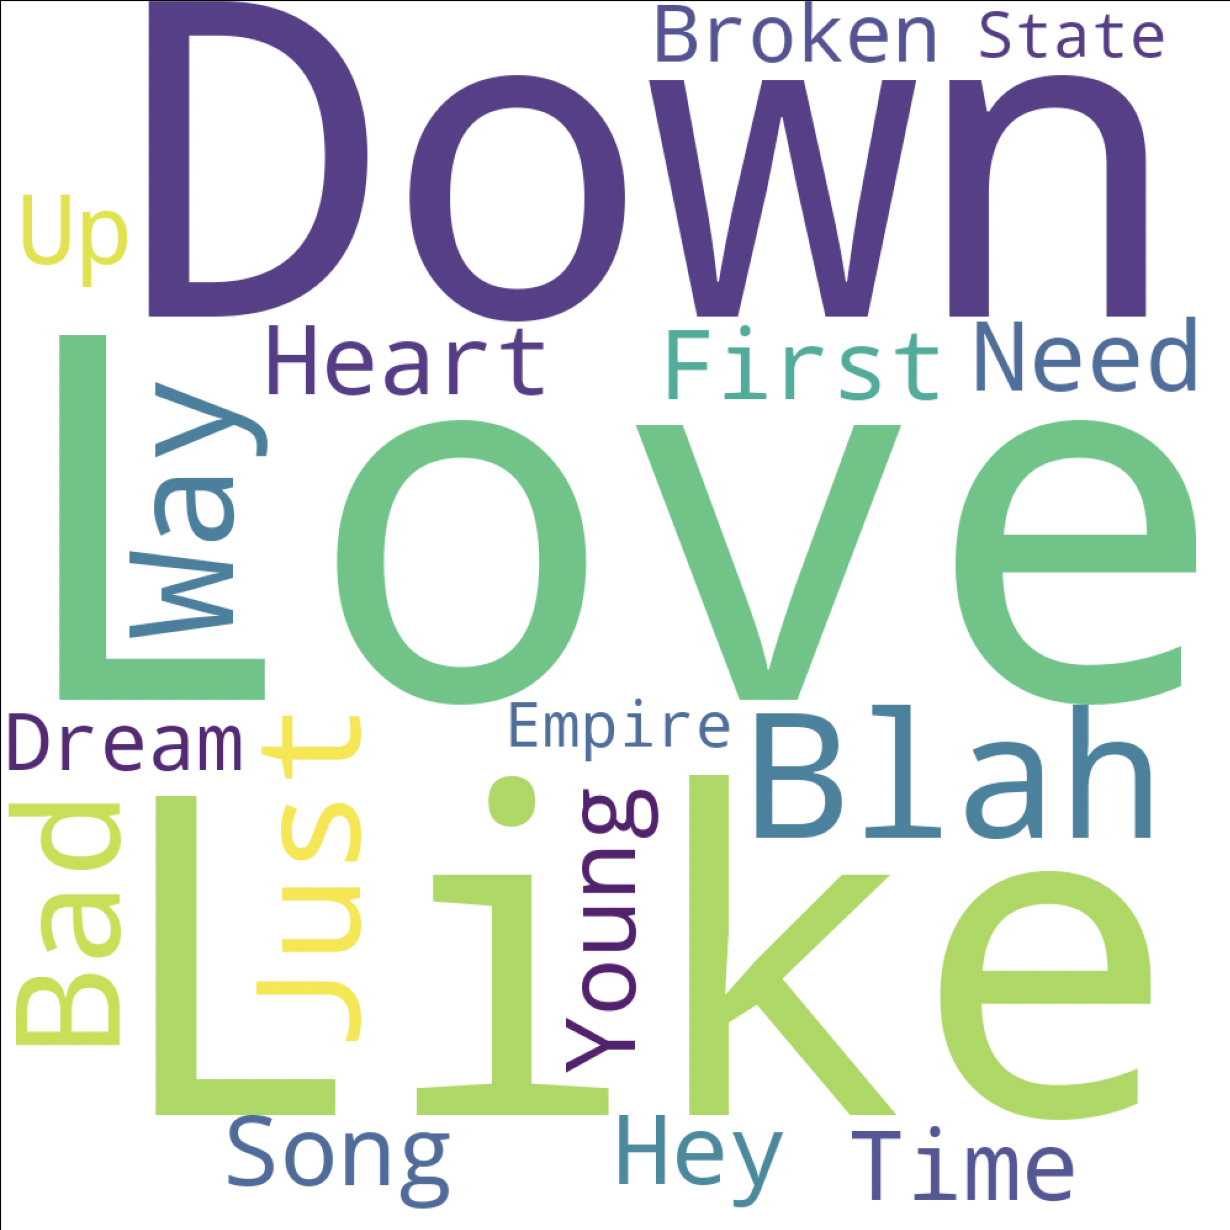 Broken State
Down
Up
Heart First Need
Love
Way
Dream Empire Blah
Just
Like
Bad
Young
Song Hey Time